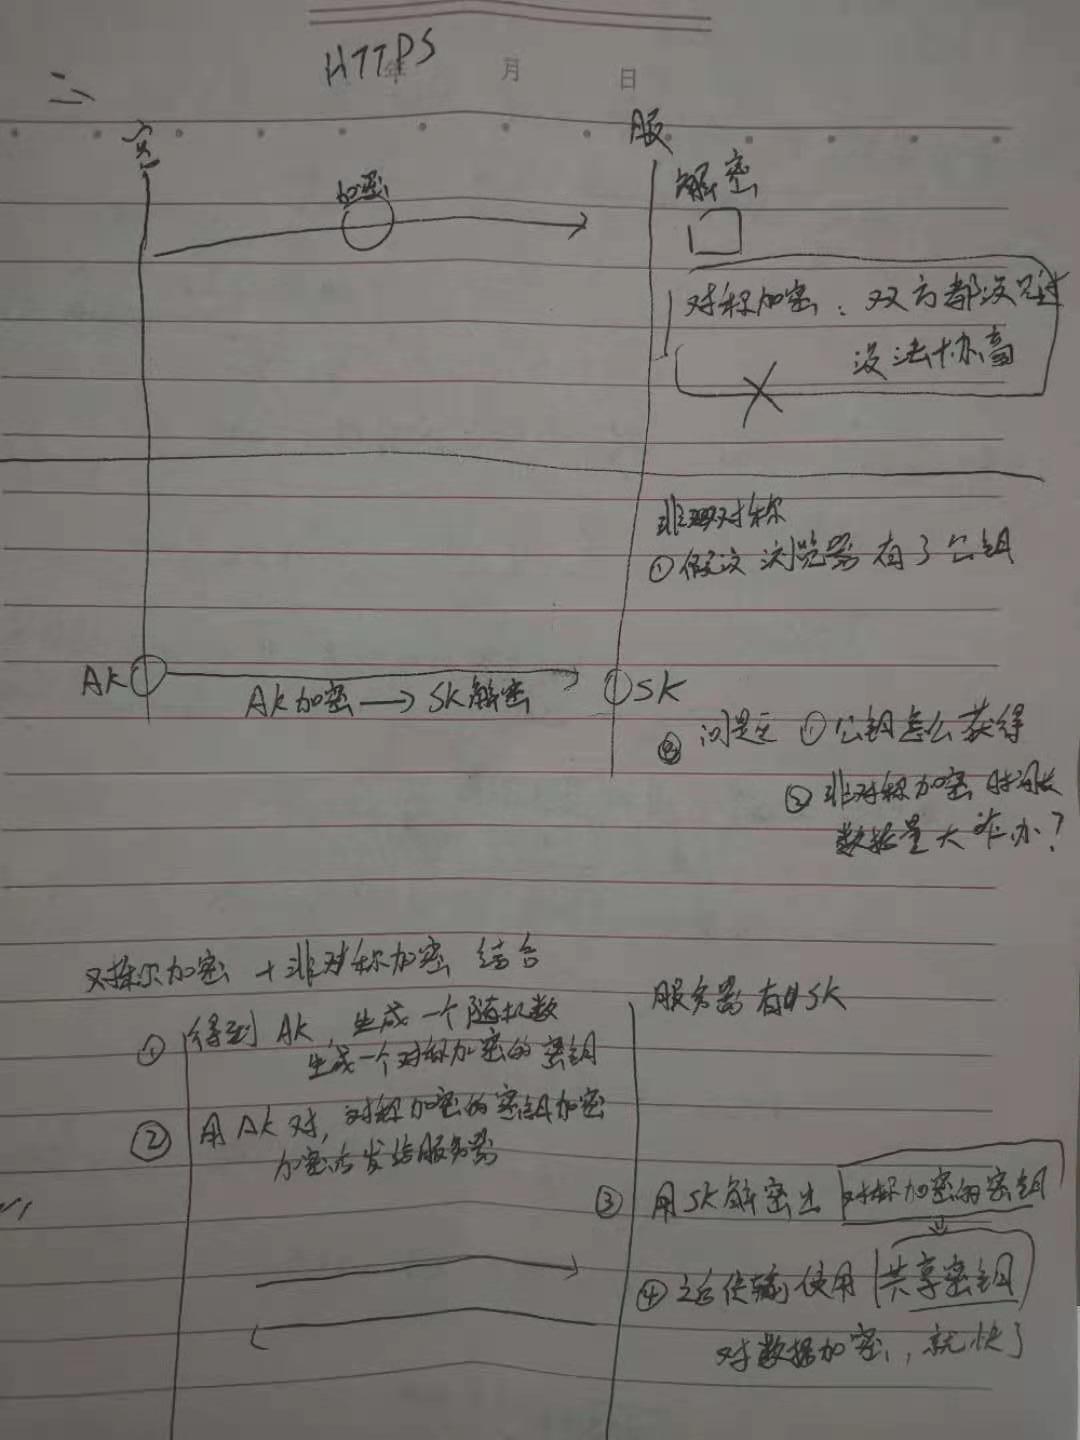 HTTPS
年 月 日
二
客
服
加密
解密
对称加密：双方都没见过
没法协商
非对称
① 假设浏览器有了公钥
AK
AK加密→SK解密
SK
② 问题是 ①公钥怎么获得
② 非对称加密时间长
数据量大咋办?
对称加密 + 非对称加密 结合
服务器 有 SK
① 得到 AK，生成一个随机数
生成一个对称加密的密钥
② 用 AK 对，对称加密的密钥加密
加密后发给服务器
③ 用SK解密出 对称加密的密钥
④ 之后传输使用 共享密钥
对数据加密，就快了